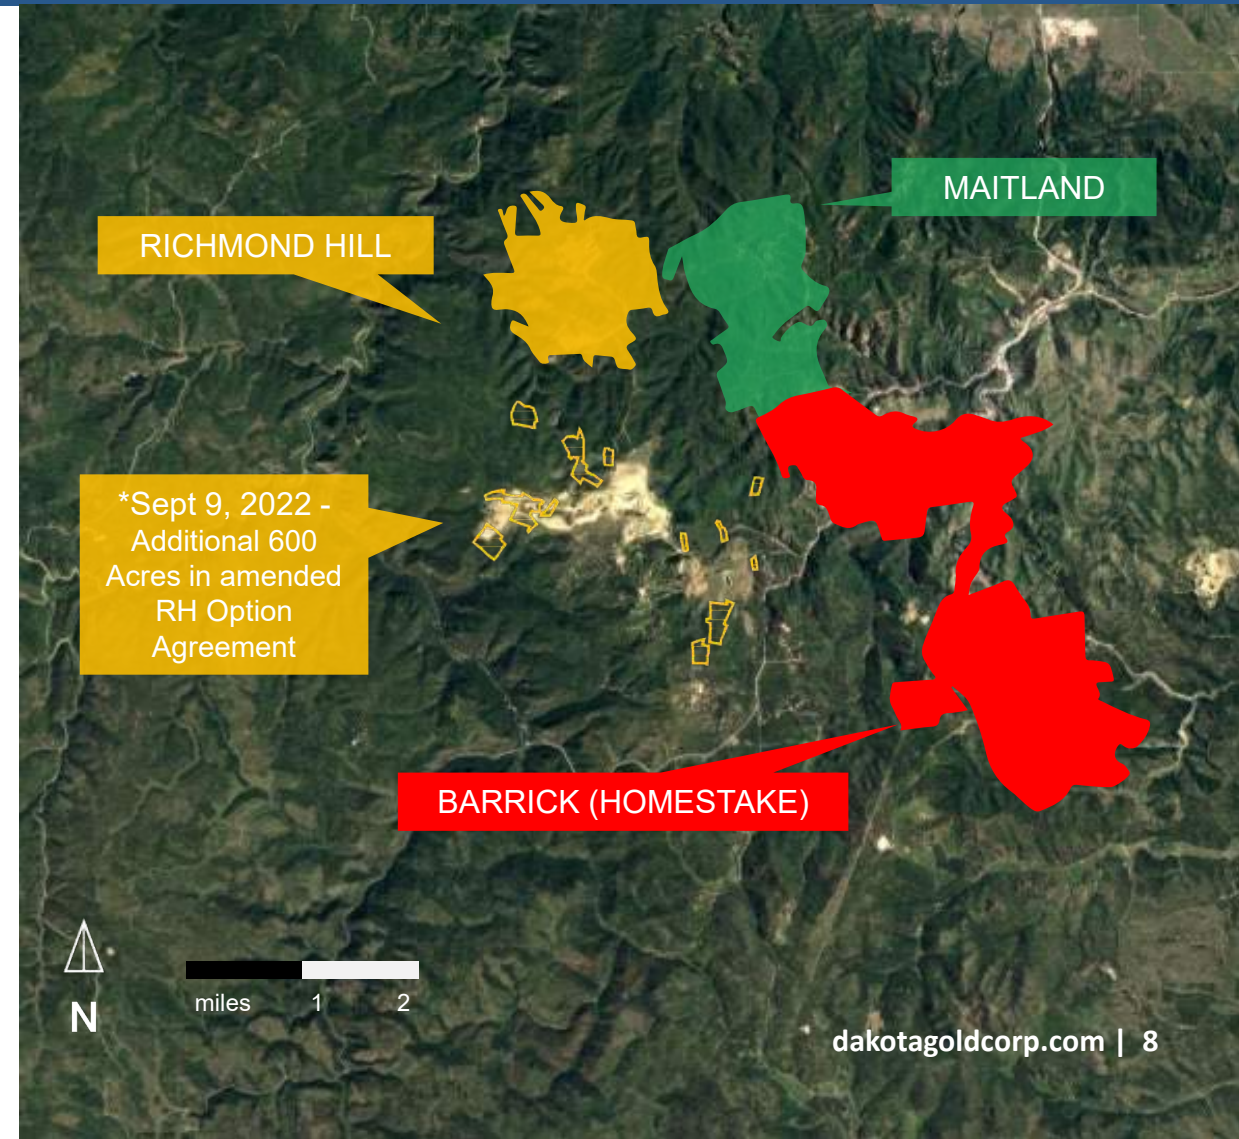 MAITLAND
RICHMOND HILL
*Sept 9, 2022 -
Additional 600
Acres in amended
RH Option
Agreement
BARRICK (HOMESTAKE)
N
miles 1 2
dakotagoldcorp.com | 8